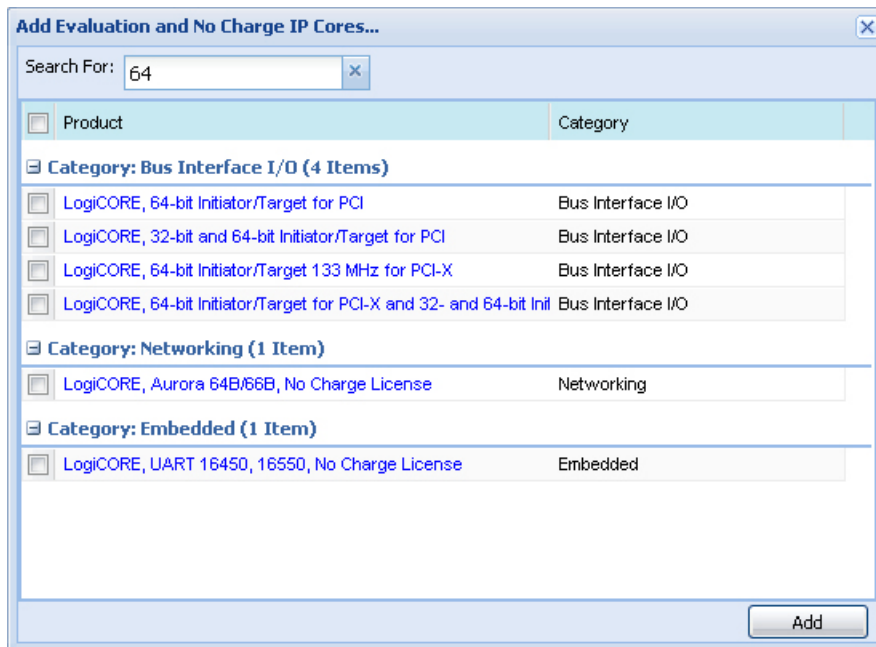 Add Evaluation and No Charge IP Cores...
Search For: 64
Product Category
Category: Bus Interface I/O (4 Items)
LogiCORE, 64-bit Initiator/Target for PCI Bus Interface I/O
LogiCORE, 32-bit and 64-bit Initiator/Target for PCI Bus Interface I/O
LogiCORE, 64-bit Initiator/Target 133 MHz for PCI-X Bus Interface I/O
LogiCORE, 64-bit Initiator/Target for PCI-X and 32- and 64-bit Init Bus Interface I/O
Category: Networking (1 Item)
LogiCORE, Aurora 64B/66B, No Charge License Networking
Category: Embedded (1 Item)
LogiCORE, UART 16450, 16550, No Charge License Embedded
Add